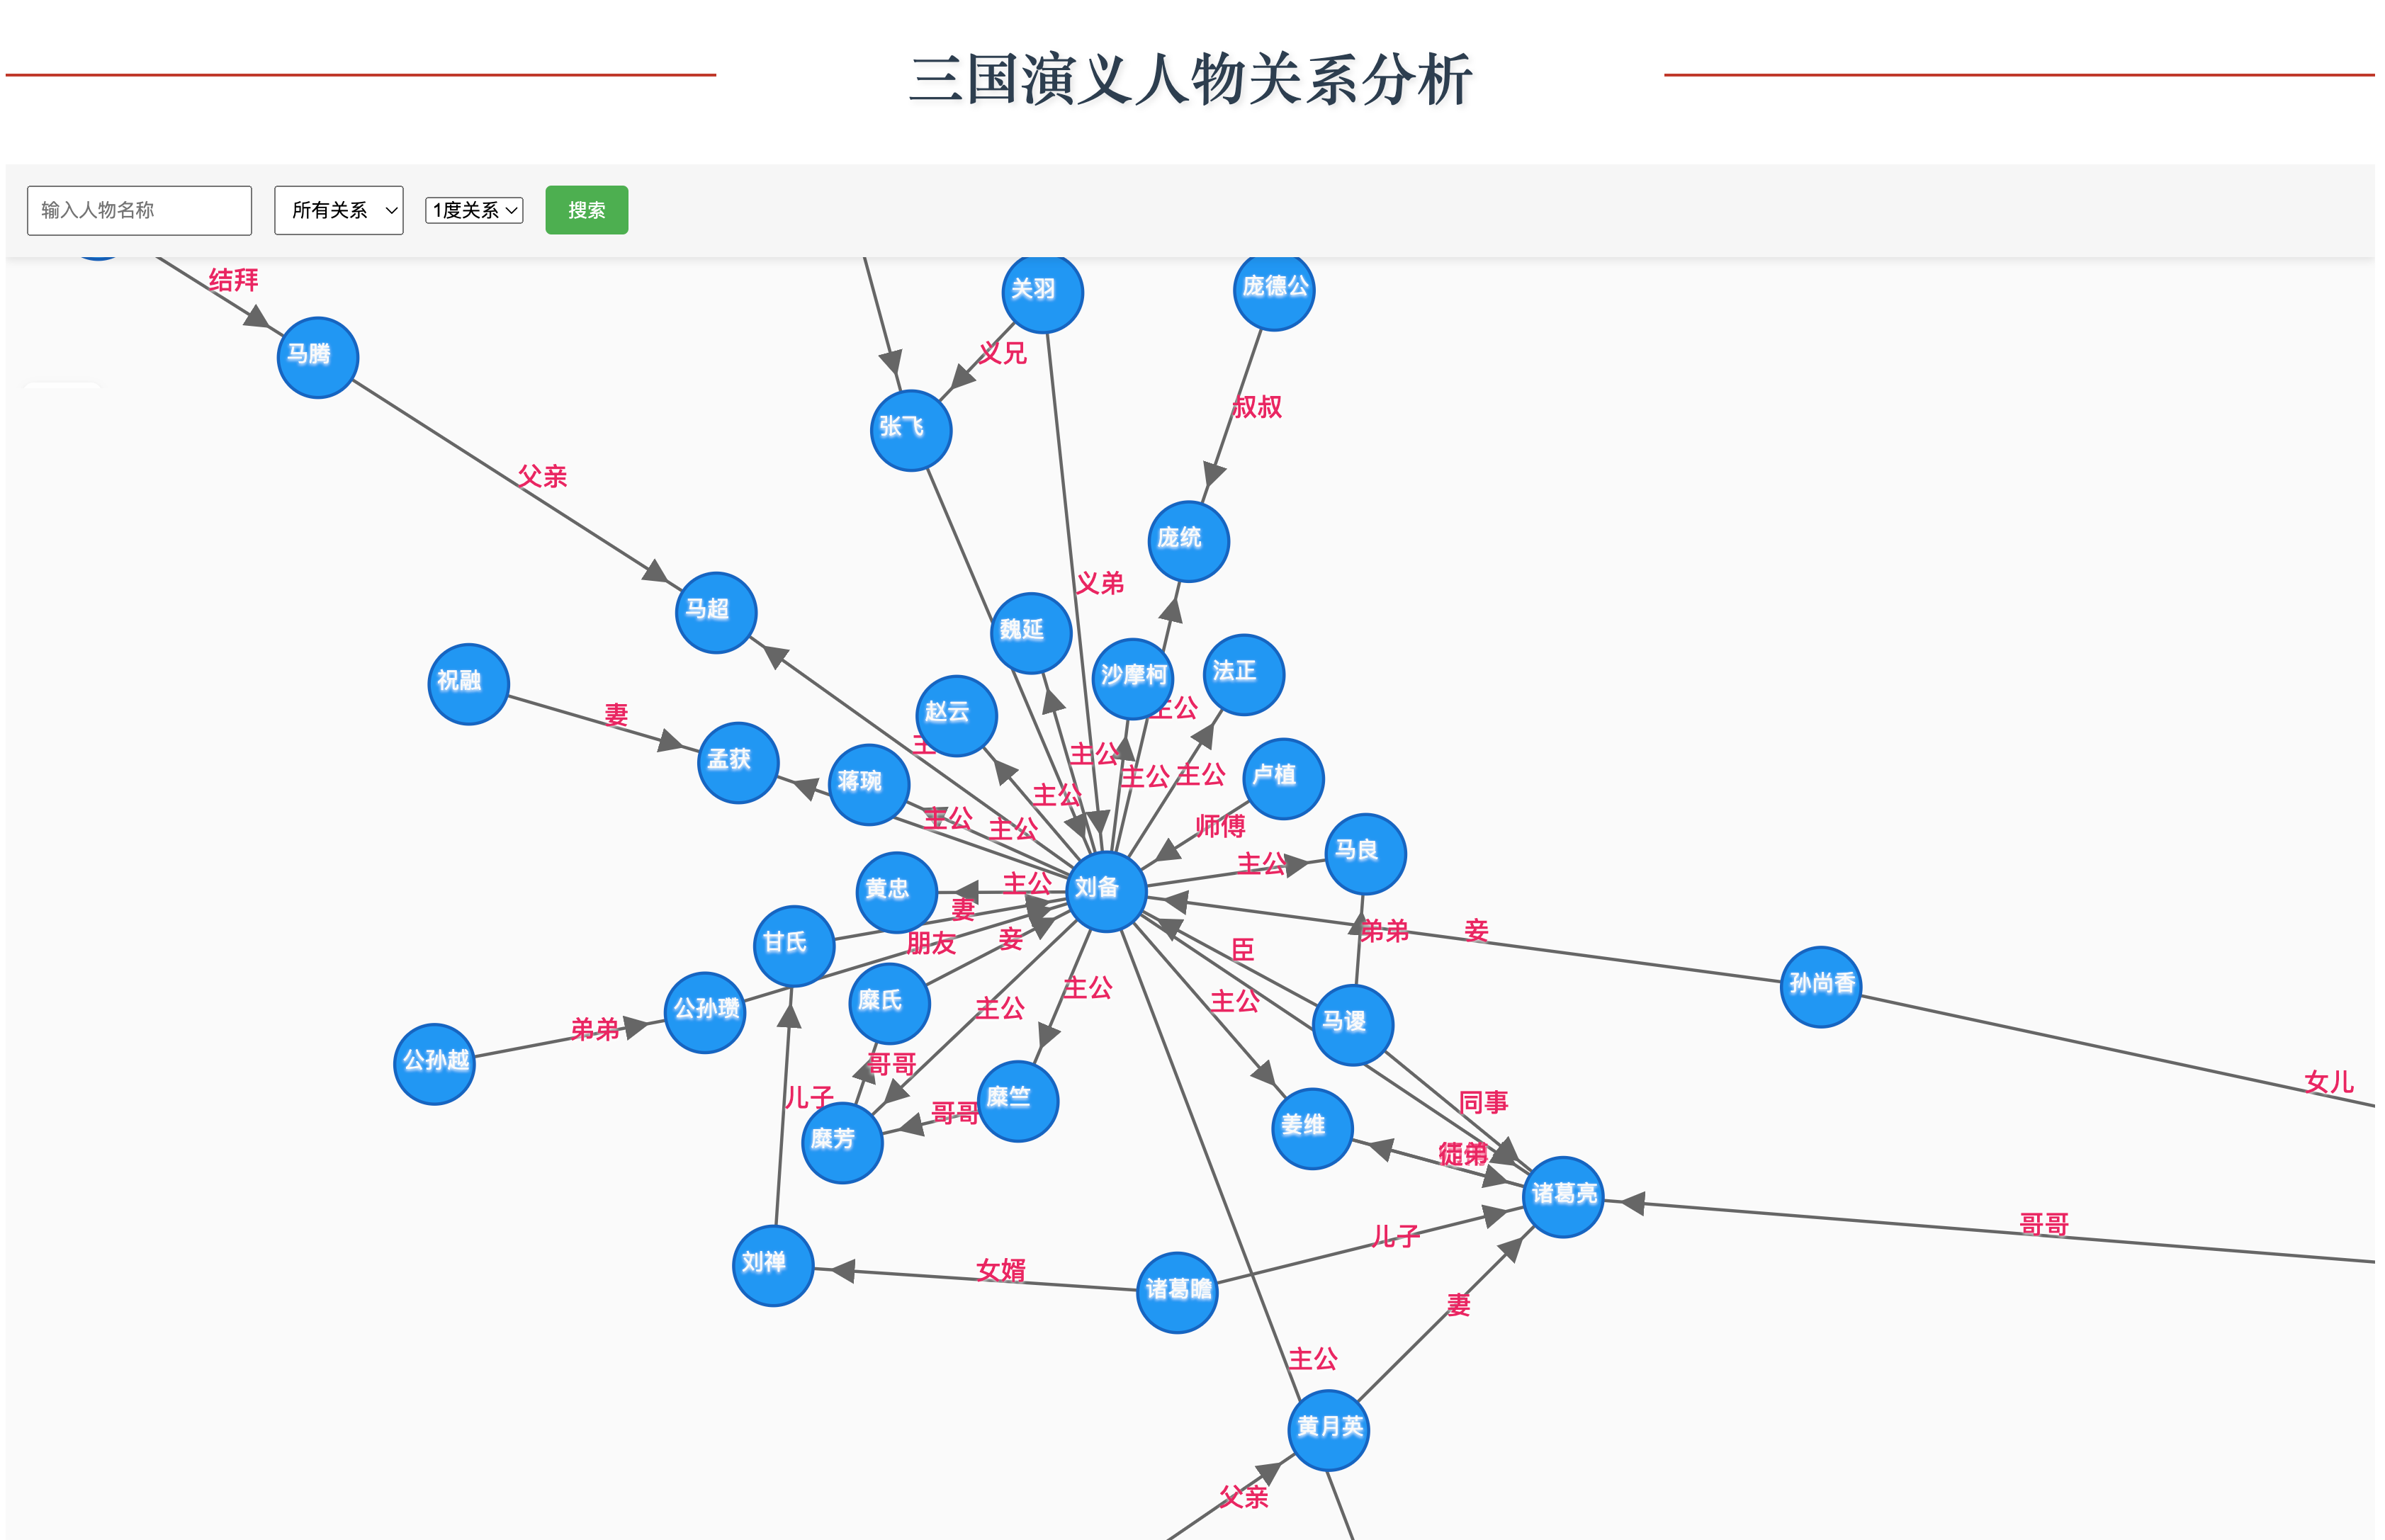 三国演义人物关系分析
输入人物名称
所有关系
1度关系
搜索
结拜
关羽
庞德公
马腾
义兄
叔叔
张飞
父亲
庞统
义弟
马超
魏延
祝融
沙摩柯
法正
妻
赵云
主公
主
孟获
主公
蒋琬
主公
主公
卢植
主公
主公
主公
师傅
马良
主公
刘备
黄忠
主公
妻
甘氏
朋友
妾
臣
弟弟
妾
孙尚香
公孙瓒
糜氏
主公
主公
主公
马谡
弟弟
公孙越
哥哥
女儿
儿子
糜竺
哥哥
同事
糜芳
姜维
徒弟
诸葛亮
哥哥
儿子
刘禅
女婿
诸葛瞻
妻
主公
黄月英
父亲